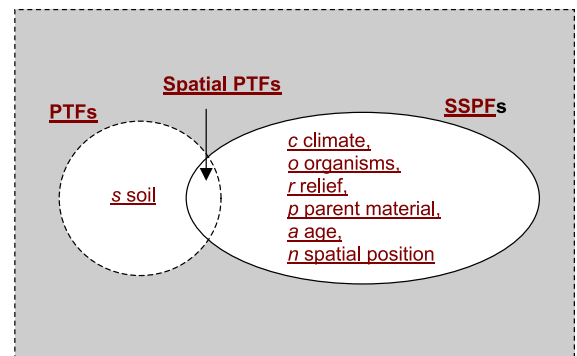 Spatial PTFs
PTFs
SSPFs
s soil
c climate,
o organisms,
r relief,
p parent material,
a age,
n spatial position